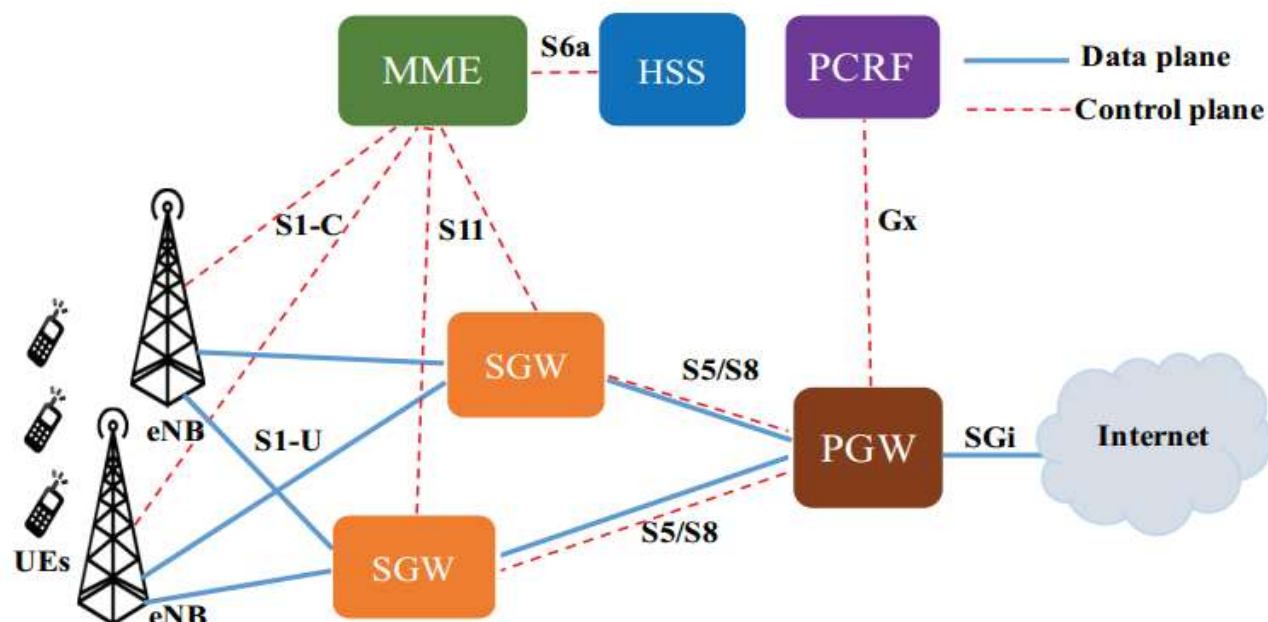 MME
S6a
HSS
PCRF
Data plane
Control plane
S1-C
S11
Gx
SGW
S5/S8
eNB
S1-U
PGW
SGi
Internet
UEs
SGW
S5/S8
eNB